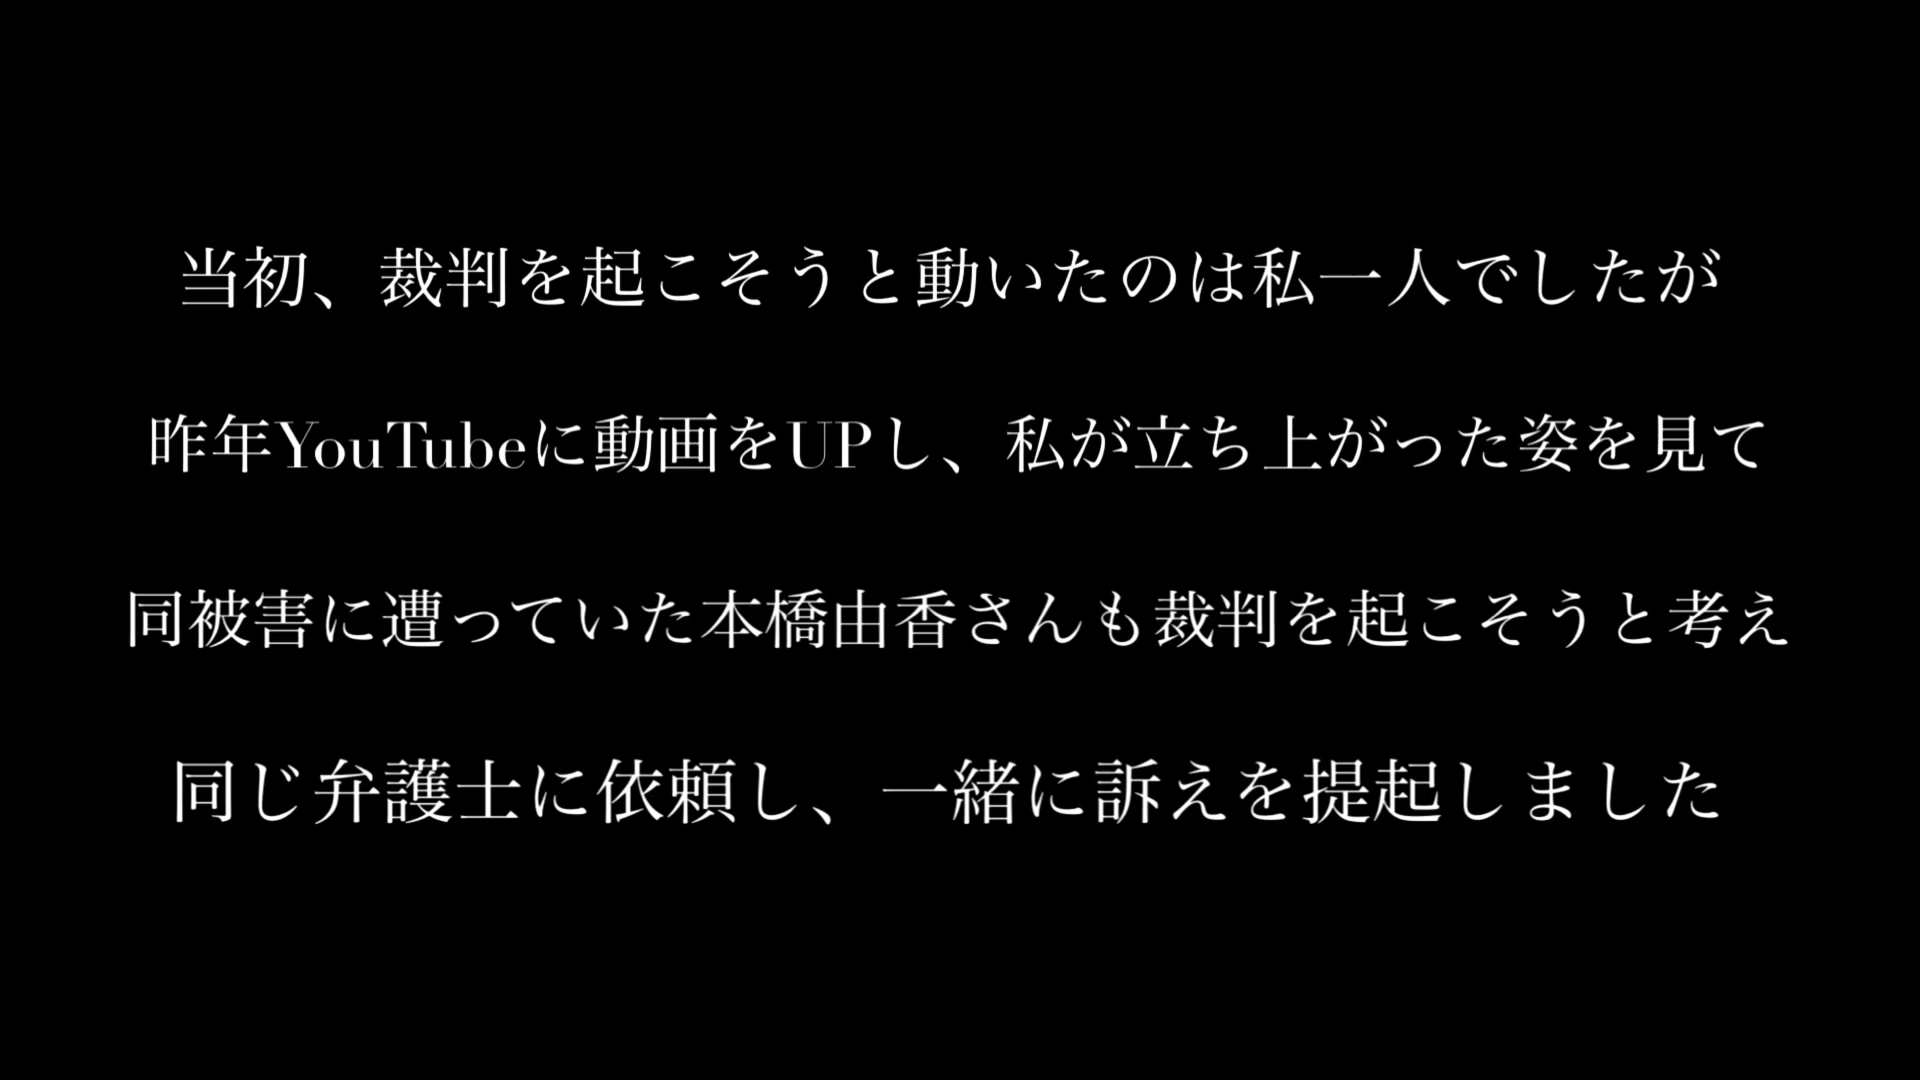 当初、裁判を起こそうと動いたのは私一人でしたが
昨年YouTubeに動画をUPし、私が立ち上がった姿を見て
同被害に遭っていた本橋由香さんも裁判を起こそうと考え
同じ弁護士に依頼し、一緒に訴えを提起しました